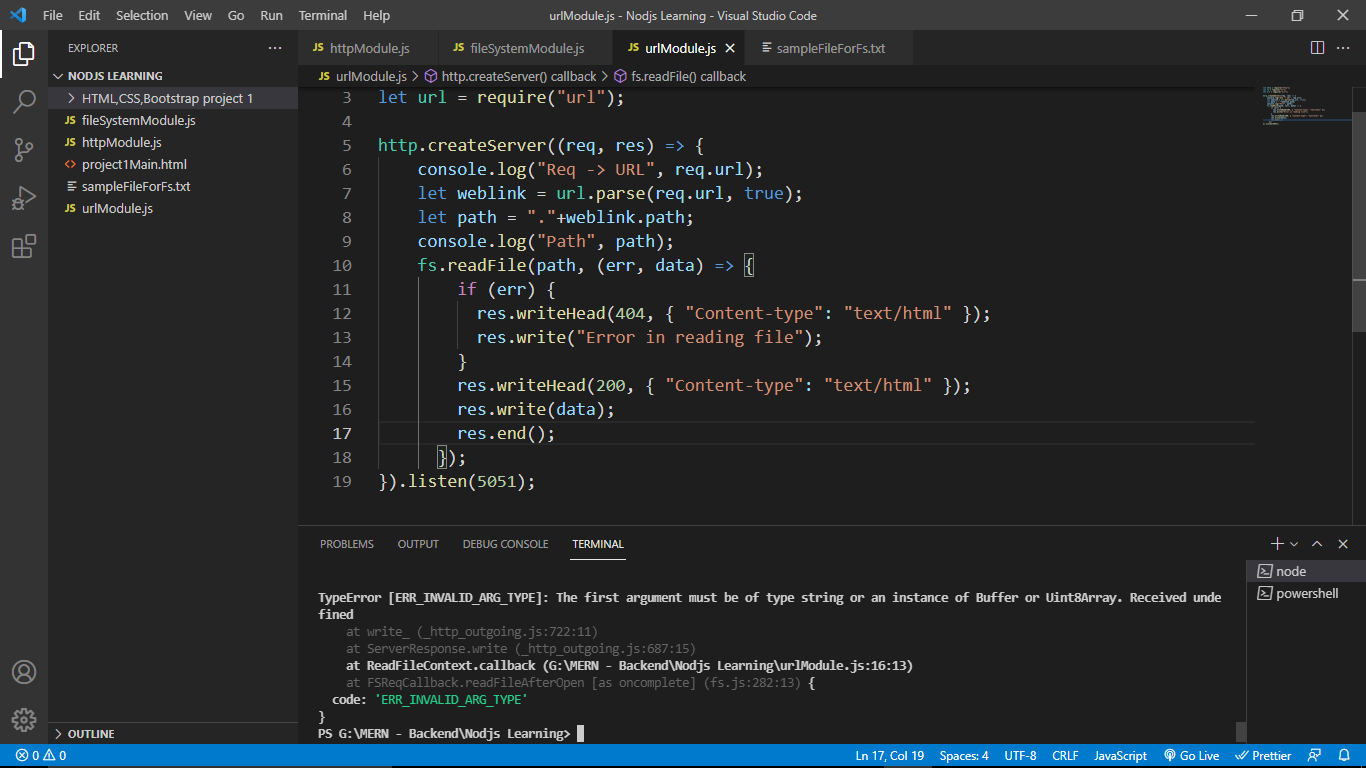 File Edit Selection View Go Run Terminal Help urlModule.js - Nodjs Learning - Visual Studio Code
EXPLORER
NODJS LEARNING
HTML,CSS,Bootstrap project 1
JS fileSystemModule.js
JS httpModule.js
<> project1Main.html
sampleFileForFs.txt
JS urlModule.js
OUTLINE
JS httpModule.js JS fileSystemModule.js JS urlModule.js sampleFileForFs.txt
JS urlModule.js > http.createServer() callback > fs.readFile() callback
3 let url = require("url");
4
5 http.createServer((req, res) => {
6 console.log("Req -> URL", req.url);
7 let weblink = url.parse(req.url, true);
8 let path = "."+weblink.path;
9 console.log("Path", path);
10 fs.readFile(path, (err, data) => {
11 if (err) {
12 res.writeHead(404, { "Content-type": "text/html" });
13 res.write("Error in reading file");
14 }
15 res.writeHead(200, { "Content-type": "text/html" });
16 res.write(data);
17 res.end();
18 });
19 }).listen(5051);
PROBLEMS OUTPUT DEBUG CONSOLE TERMINAL
TypeError [ERR_INVALID_ARG_TYPE]: The first argument must be of type string or an instance of Buffer or Uint8Array. Received unde
fined
at write_ (_http_outgoing.js:722:11)
at ServerResponse.write (_http_outgoing.js:687:15)
at ReadFileContext.callback (G:\MERN - Backend\Nodjs Learning\urlModule.js:16:13)
at FSReqCallback.readFileAfterOpen [as oncomplete] (fs.js:282:13) {
code: 'ERR_INVALID_ARG_TYPE'
}
PS G:\MERN - Backend\Nodjs Learning>
node
powershell
0 0 Ln 17, Col 19 Spaces: 4 UTF-8 CRLF JavaScript Go Live Prettier